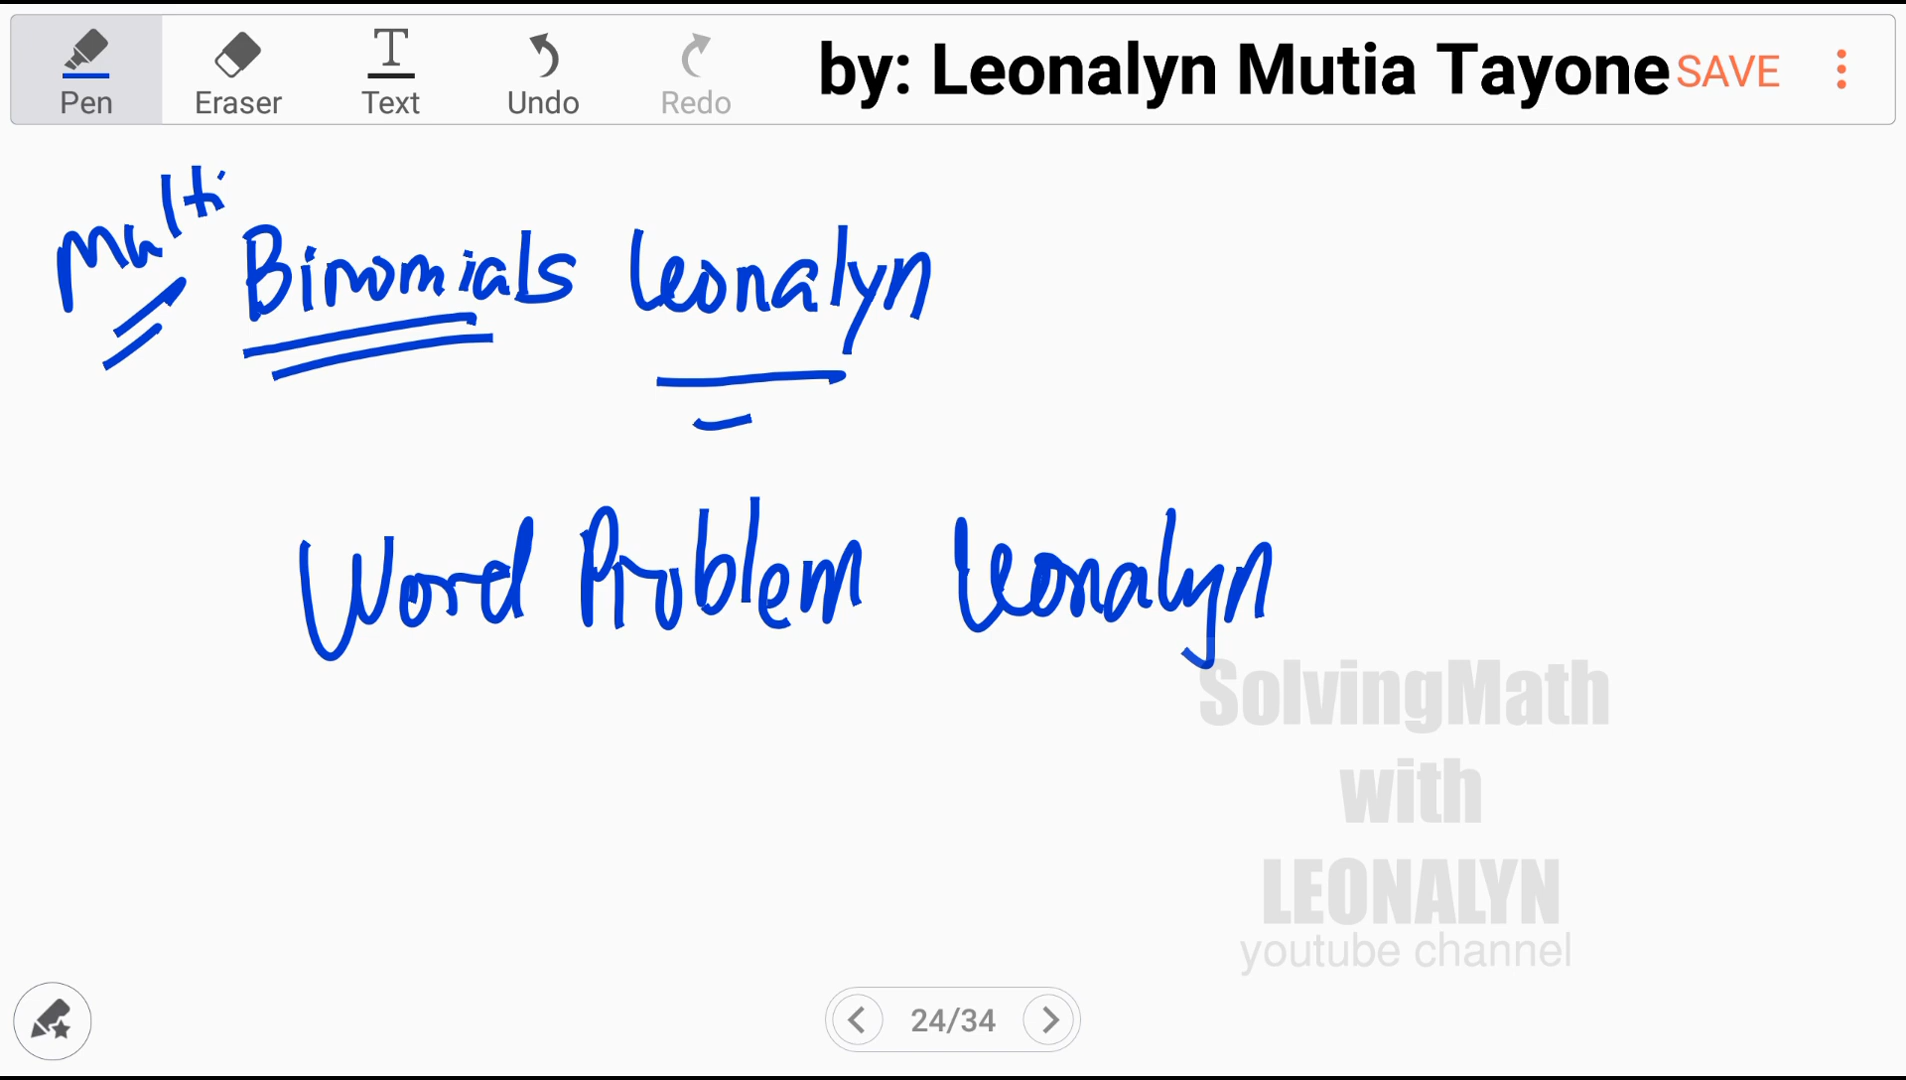 Pen Eraser Text Undo Redo by: Leonalyn Mutia Tayone SAVE
Multi
Binomials Leonalyn
Word Problem Leonalyn
SolvingMath
with
LEONALYN
youtube channel
24/34